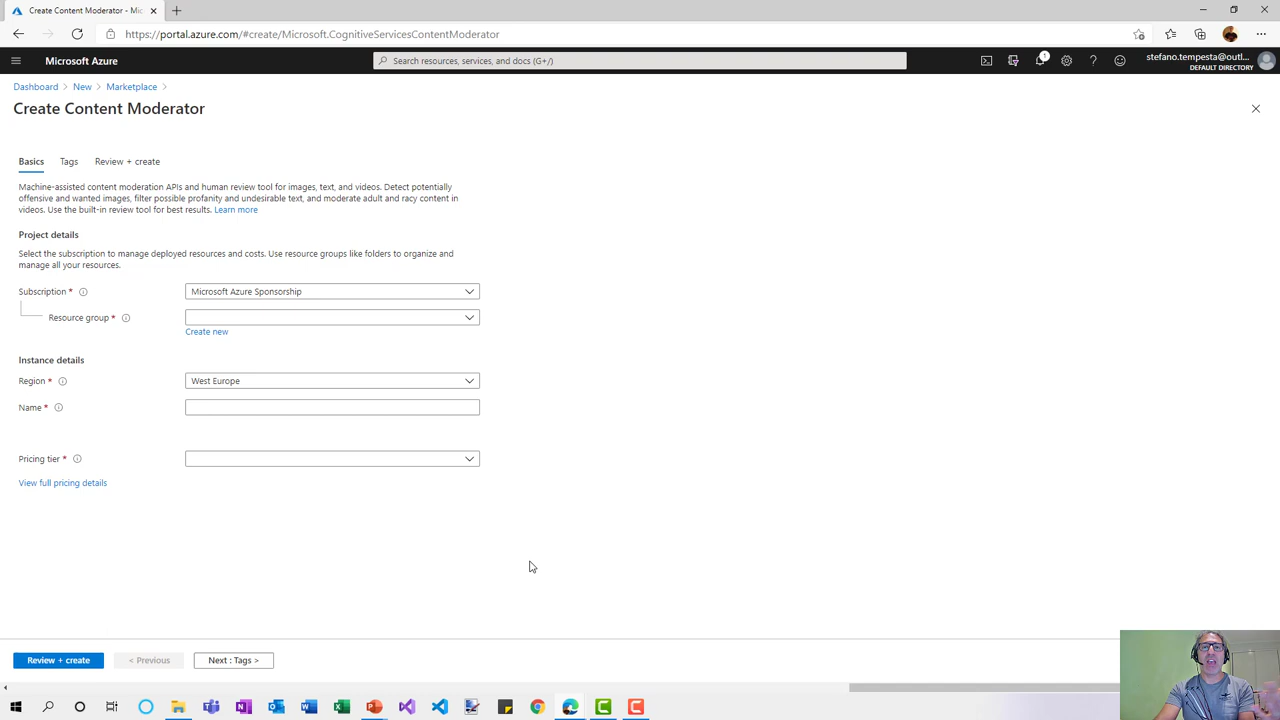 Create Content Moderator - Mic
https://portal.azure.com/#create/Microsoft.CognitiveServicesContentModerator
Microsoft Azure
Search resources, services, and docs (G+/)
1
stefano.tempesta@outl...
DEFAULT DIRECTORY
Dashboard > New > Marketplace >
Create Content Moderator
Basics Tags Review + create
Machine-assisted content moderation APIs and human review tool for images, text, and videos. Detect potentially
offensive and wanted images, filter possible profanity and undesirable text, and moderate adult and racy content in
videos. Use the built-in review tool for best results. Learn more
Project details
Select the subscription to manage deployed resources and costs. Use resource groups like folders to organize and
manage all your resources.
Subscription * Microsoft Azure Sponsorship
Resource group *
Create new
Instance details
Region * West Europe
Name *
Pricing tier *
View full pricing details
Review + create < Previous Next : Tags >